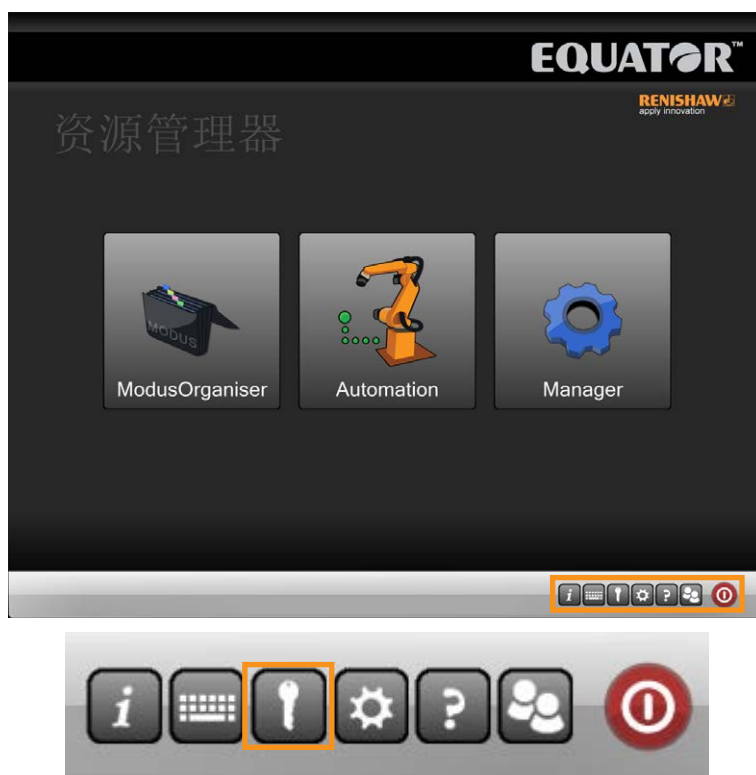 EQUATOR™
RENISHAW
apply innovation
资源管理器
MODUS
ModusOrganiser
Automation
Manager
i
?
i
?